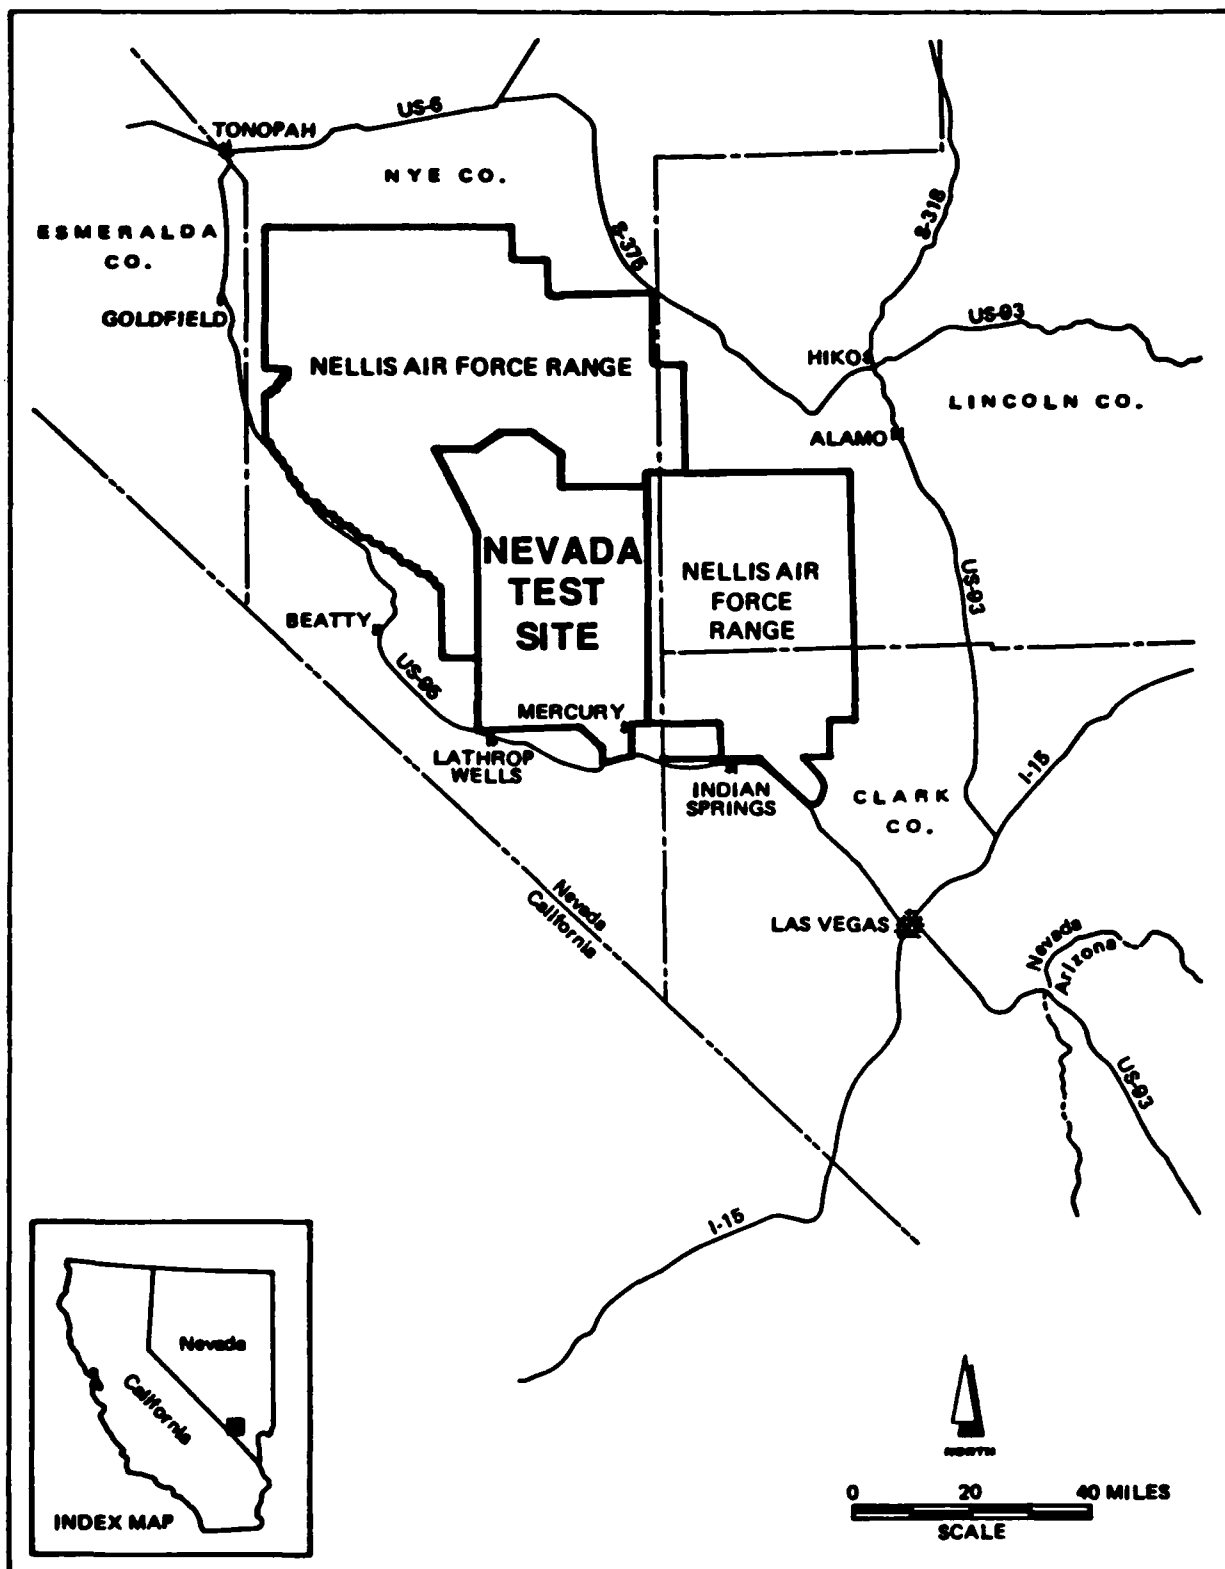 US-6
TONOPAH
NYE CO.
S-375
S-318
ESMERALDA
CO.
GOLDFIELD
US-93
HIKO
NELLIS AIR FORCE RANGE
LINCOLN CO.
ALAMO
NEVADA
TEST
SITE
NELLIS AIR
FORCE
RANGE
US-93
BEATTY
US-95
MERCURY
LATHROP
WELLS
INDIAN
SPRINGS
CLARK
CO.
I-15
Nevada
California
LAS VEGAS
Nevada
Arizona
US-93
I-15
Nevada
California
INDEX MAP
NORTH
0 20 40 MILES
SCALE